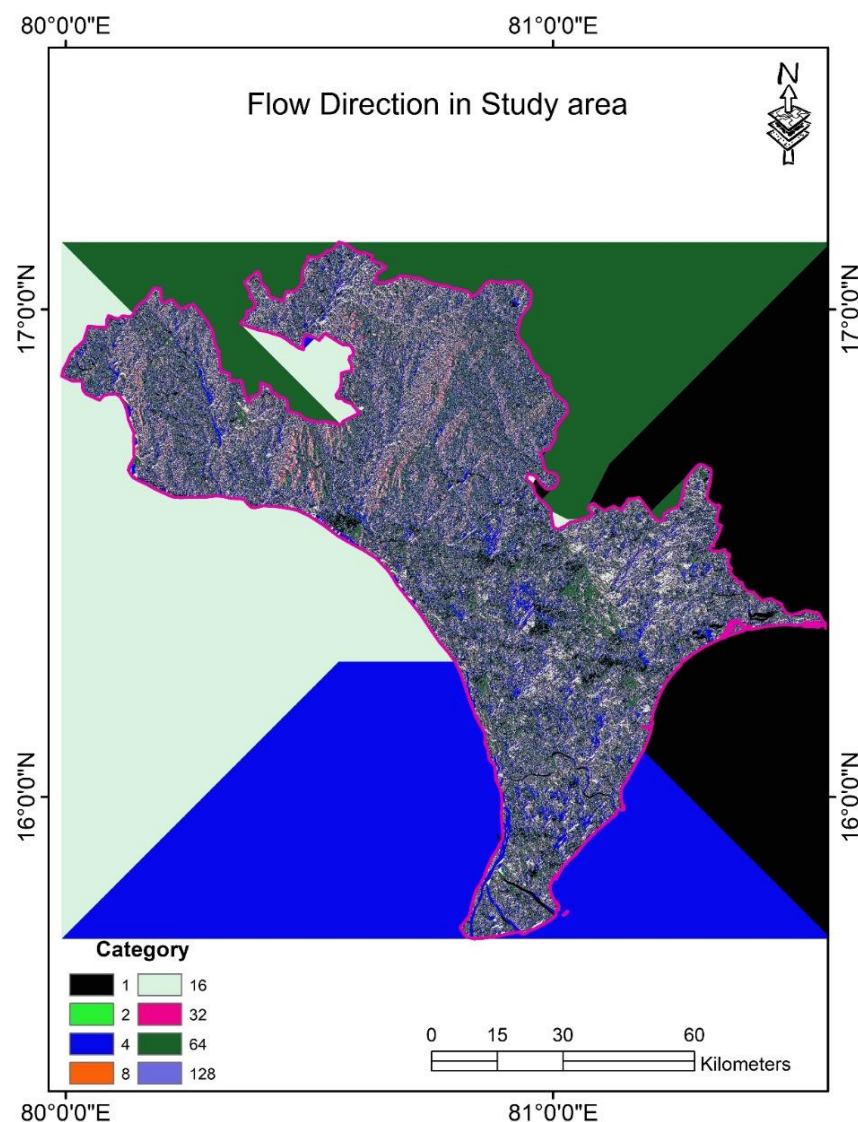 80°0'0"E 81°0'0"E
Flow Direction in Study area
N
17°0'0"N 17°0'0"N
16°0'0"N 16°0'0"N
Category
1 16
2 32
4 64
8 128
0 15 30 60
Kilometers
80°0'0"E 81°0'0"E